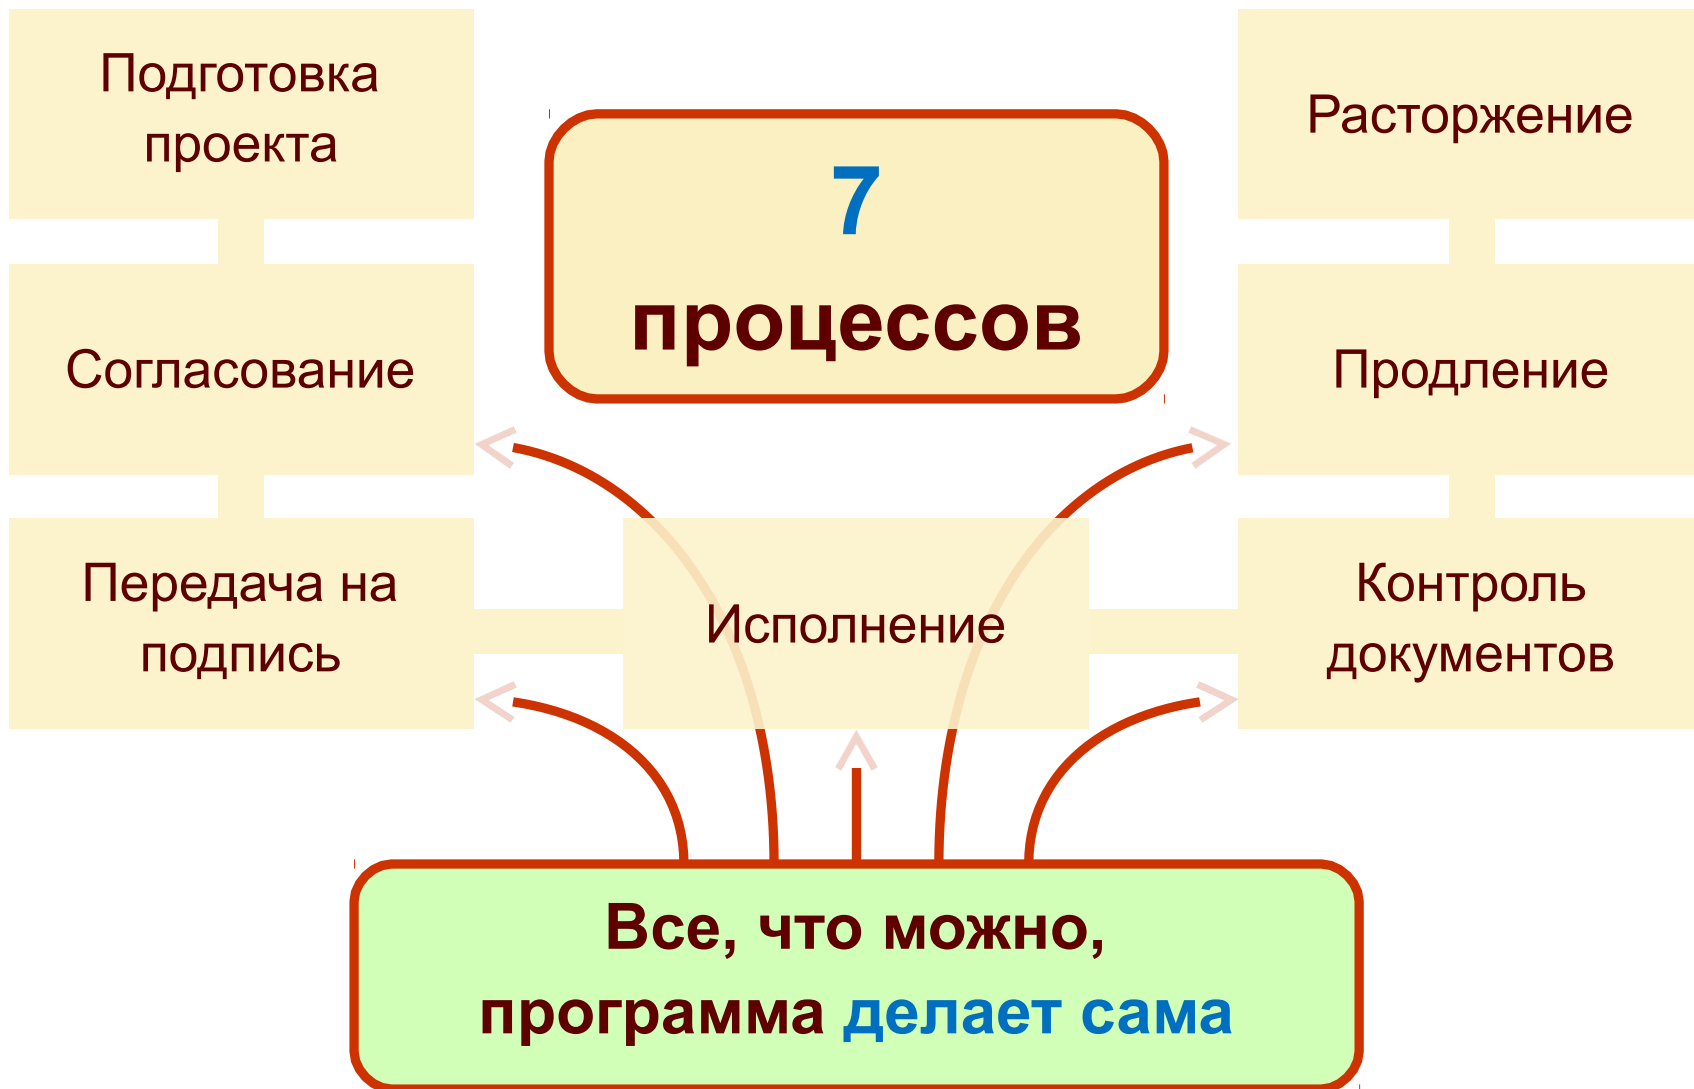 Подготовка
проекта
Согласование
Передача на
подпись
7
процессов
Исполнение
Расторжение
Продление
Контроль
документов
Все, что можно,
программа делает сама